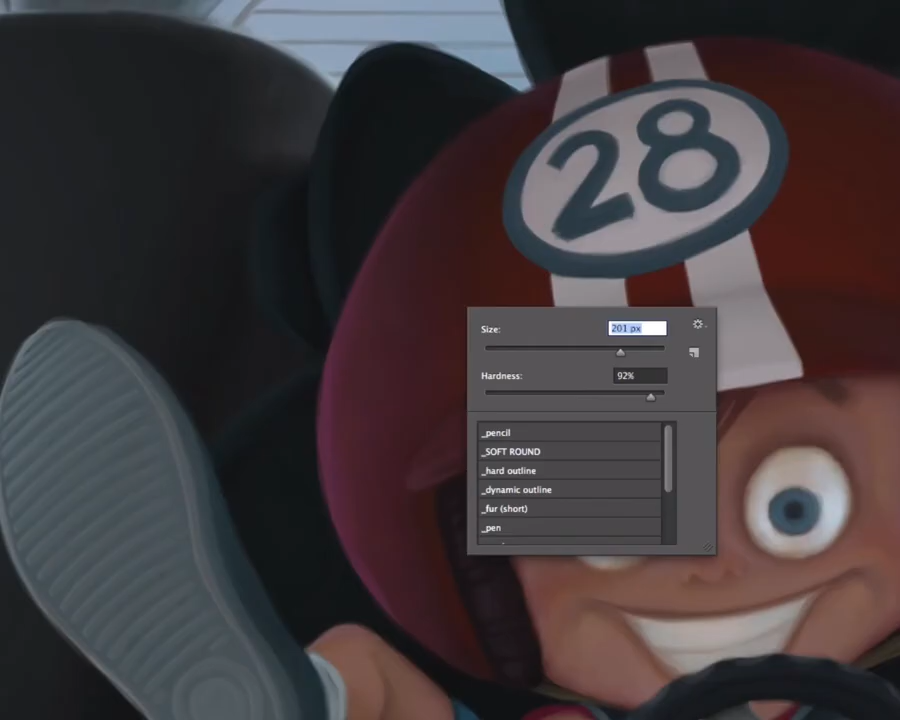 28
Size:
201 px
Hardness:
92%
_pencil
_SOFT ROUND
_hard outline
_dynamic outline
_fur (short)
_pen